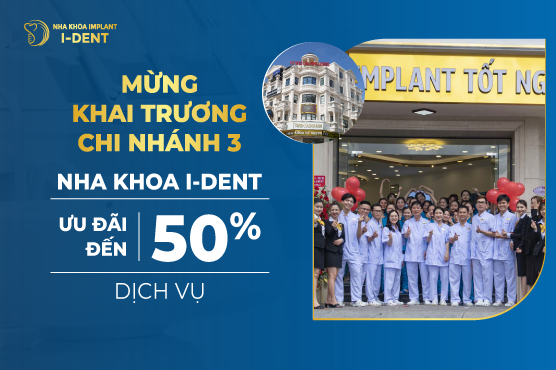 NHA KHOA IMPLANT
I-DENT
MỪNG
KHAI TRƯƠNG
CHI NHÁNH 3
NHA KHOA I-DENT
ƯU ĐÃI
ĐẾN
50%
DỊCH VỤ
IMPLANT TỐT NG